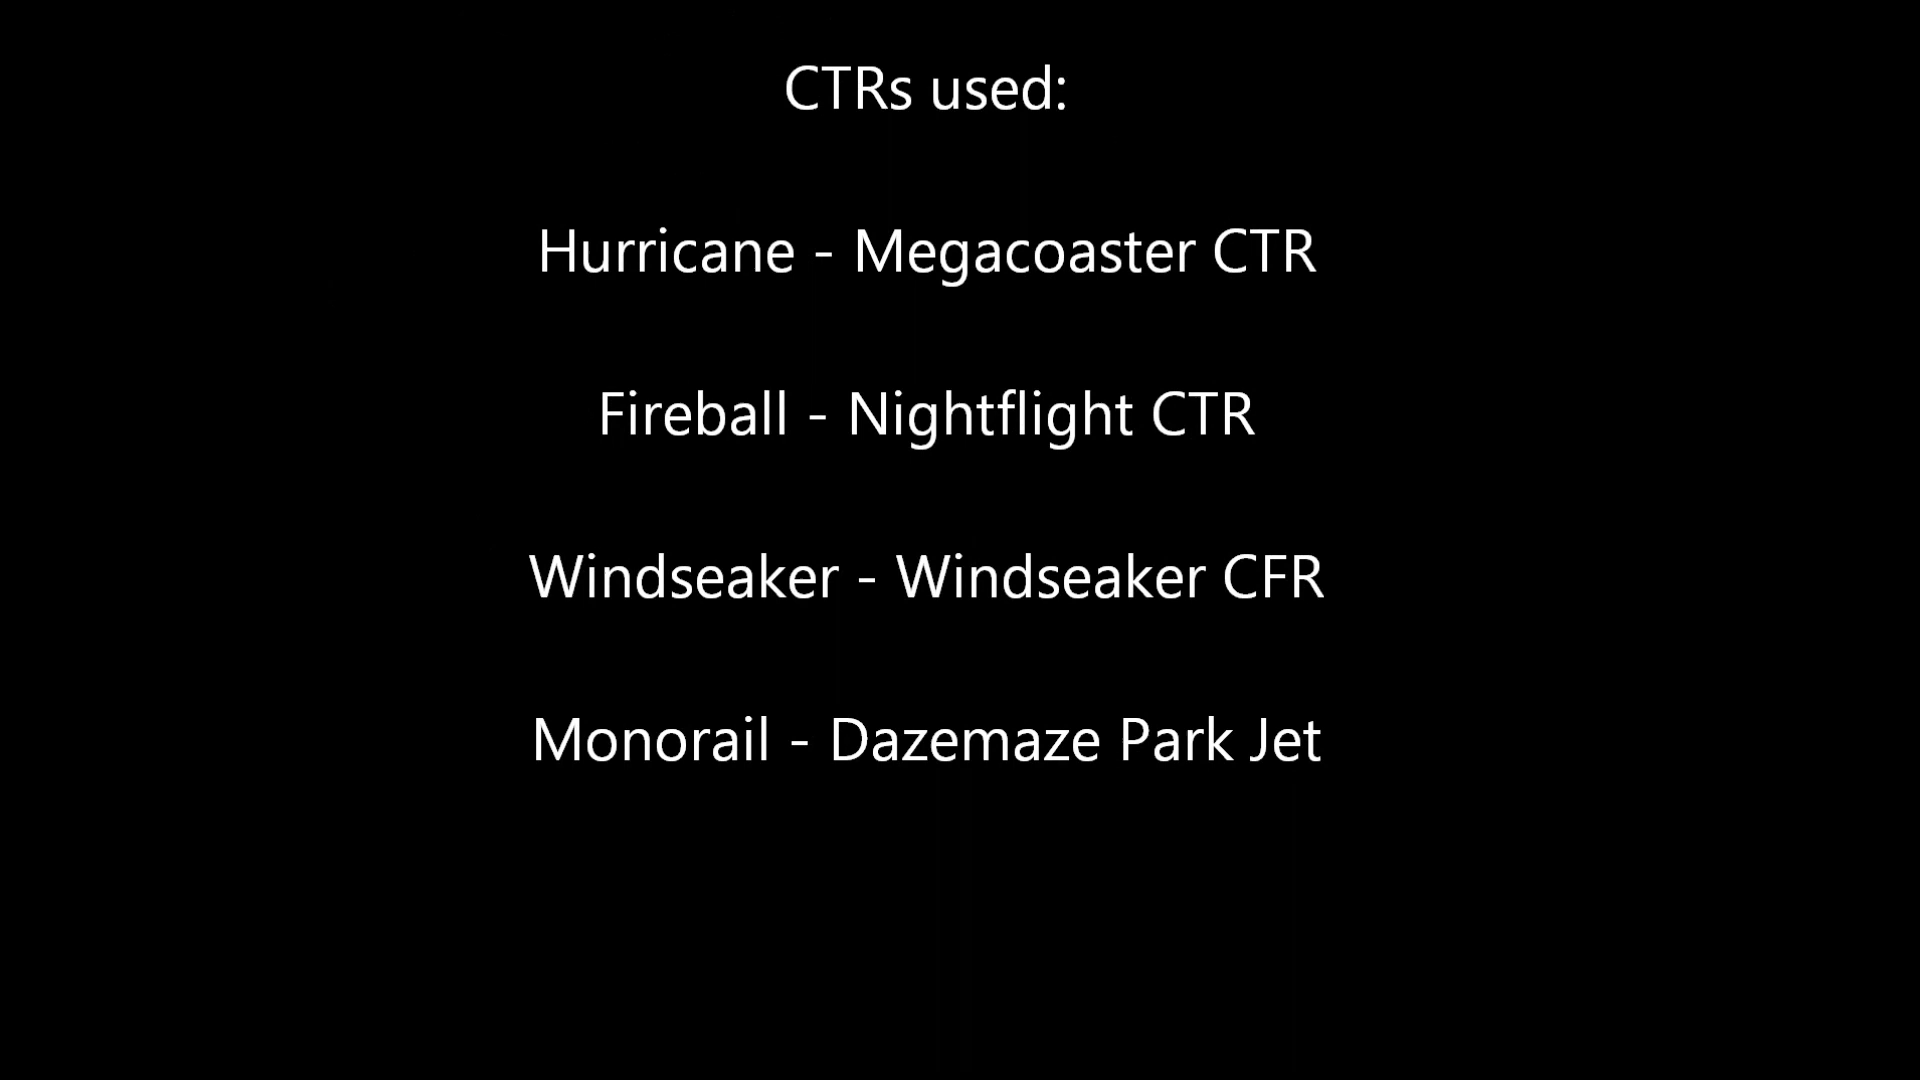 CTRs used:
Hurricane - Megacoaster CTR
Fireball - Nightflight CTR
Windseaker - Windseaker CFR
Monorail - Dazemaze Park Jet